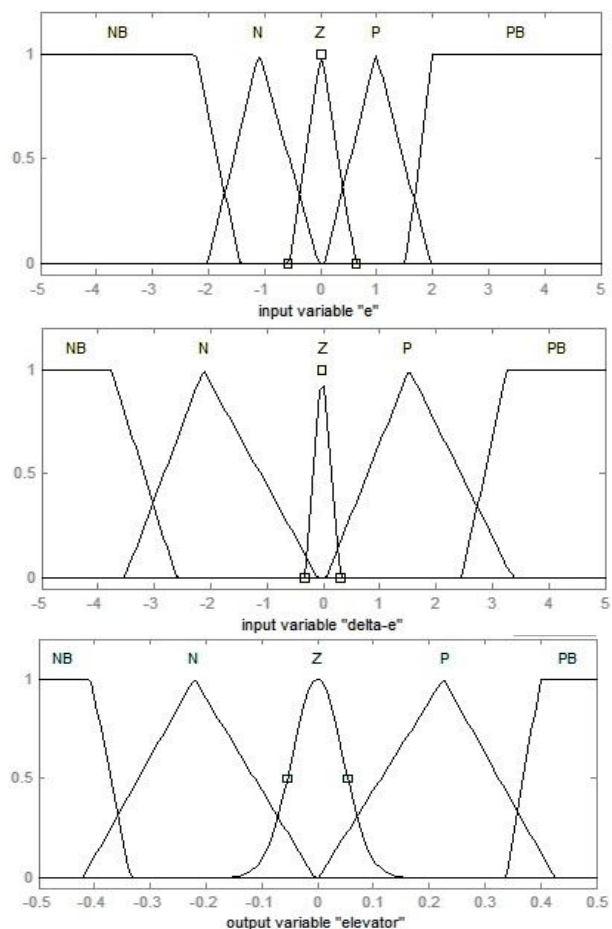 NB N Z P PB
1
0.5
0
-5 -4 -3 -2 -1 0 1 2 3 4 5
input variable "e"
NB N Z P PB
1
0.5
0
-5 -4 -3 -2 -1 0 1 2 3 4 5
input variable "delta-e"
NB N Z P PB
1
0.5
0
-0.5 -0.4 -0.3 -0.2 -0.1 0 0.1 0.2 0.3 0.4 0.5
output variable "elevator"